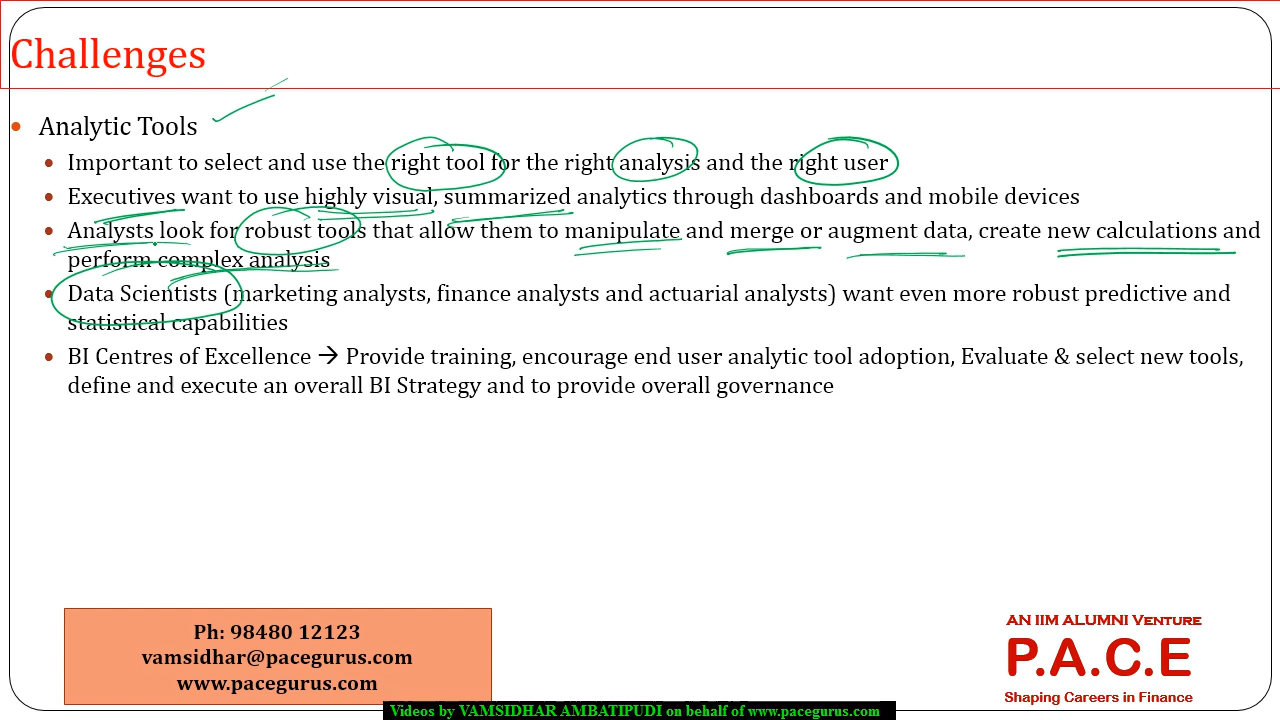 Challenges
• Analytic Tools
• Important to select and use the right tool for the right analysis and the right user
• Executives want to use highly visual, summarized analytics through dashboards and mobile devices
• Analysts look for robust tools that allow them to manipulate and merge or augment data, create new calculations and
perform complex analysis
• Data Scientists (marketing analysts, finance analysts and actuarial analysts) want even more robust predictive and
statistical capabilities
• BI Centres of Excellence → Provide training, encourage end user analytic tool adoption, Evaluate & select new tools,
define and execute an overall BI Strategy and to provide overall governance
Ph: 98480 12123
vamsidhar@pacegurus.com
www.pacegurus.com
AN IIM ALUMNI VENTURE
P.A.C.E
Shaping Careers in Finance
Videos by VAMSIDHAR AMBATIPUDI on behalf of www.pacegurus.com